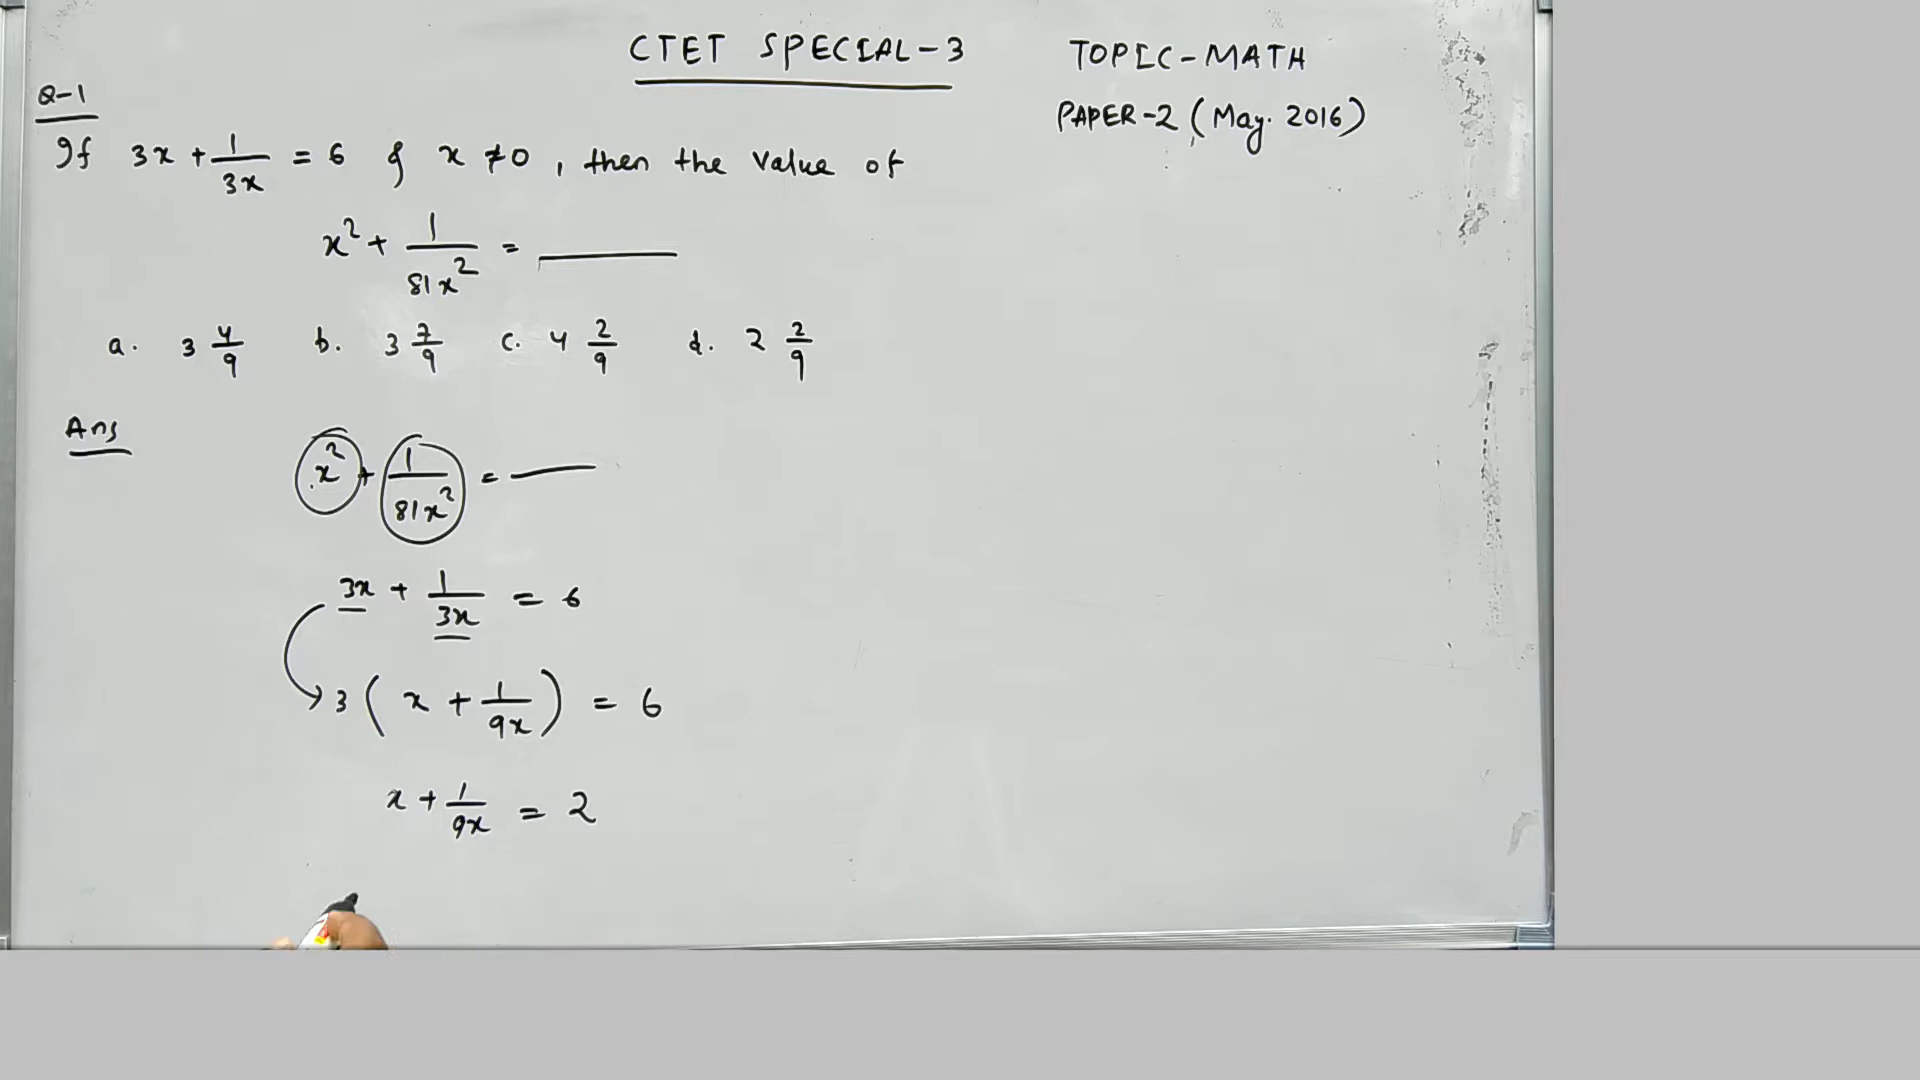 CTET SPECIAL-3
TOPIC-MATH
PAPER-2 (May. 2016)
Q-1
If 3x + 1/3x = 6 & x ≠ 0, then the value of
x² + 1/81x² = ____
a. 3 4/9 b. 3 7/9 c. 4 2/9 d. 2 2/9
Ans
x² + 1/81x² = ____
3x + 1/3x = 6
3(x + 1/9x) = 6
x + 1/9x = 2